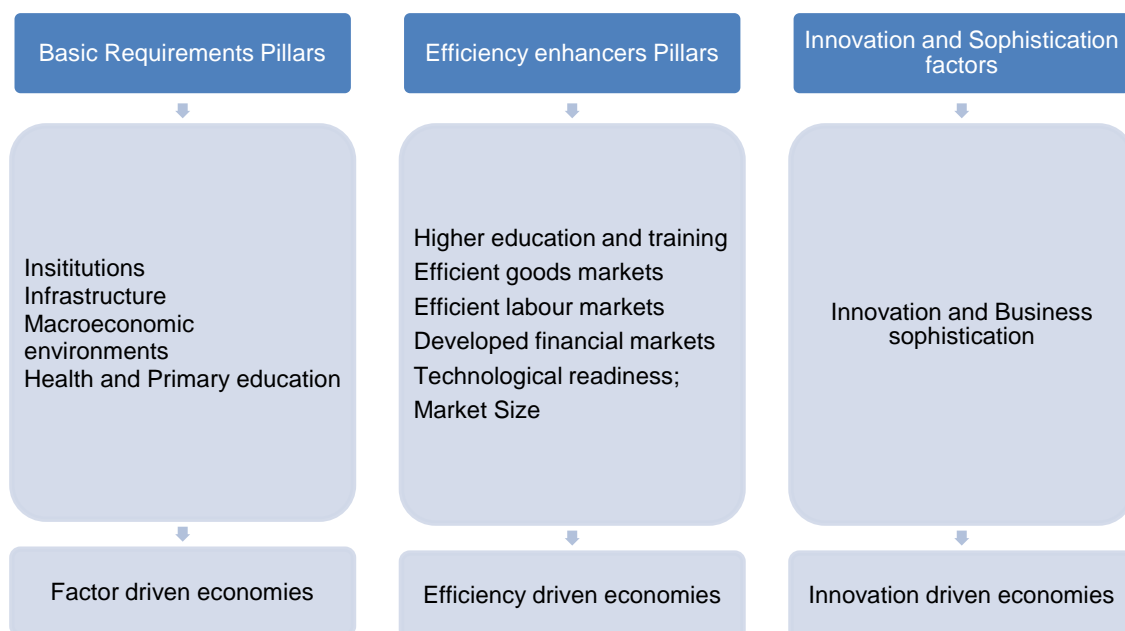 Basic Requirements Pillars
Insititutions
Infrastructure
Macroeconomic
environments
Health and Primary education
Factor driven economies
Efficiency enhancers Pillars
Higher education and training
Efficient goods markets
Efficient labour markets
Developed financial markets
Technological readiness;
Market Size
Efficiency driven economies
Innovation and Sophistication
factors
Innovation and Business
sophistication
Innovation driven economies